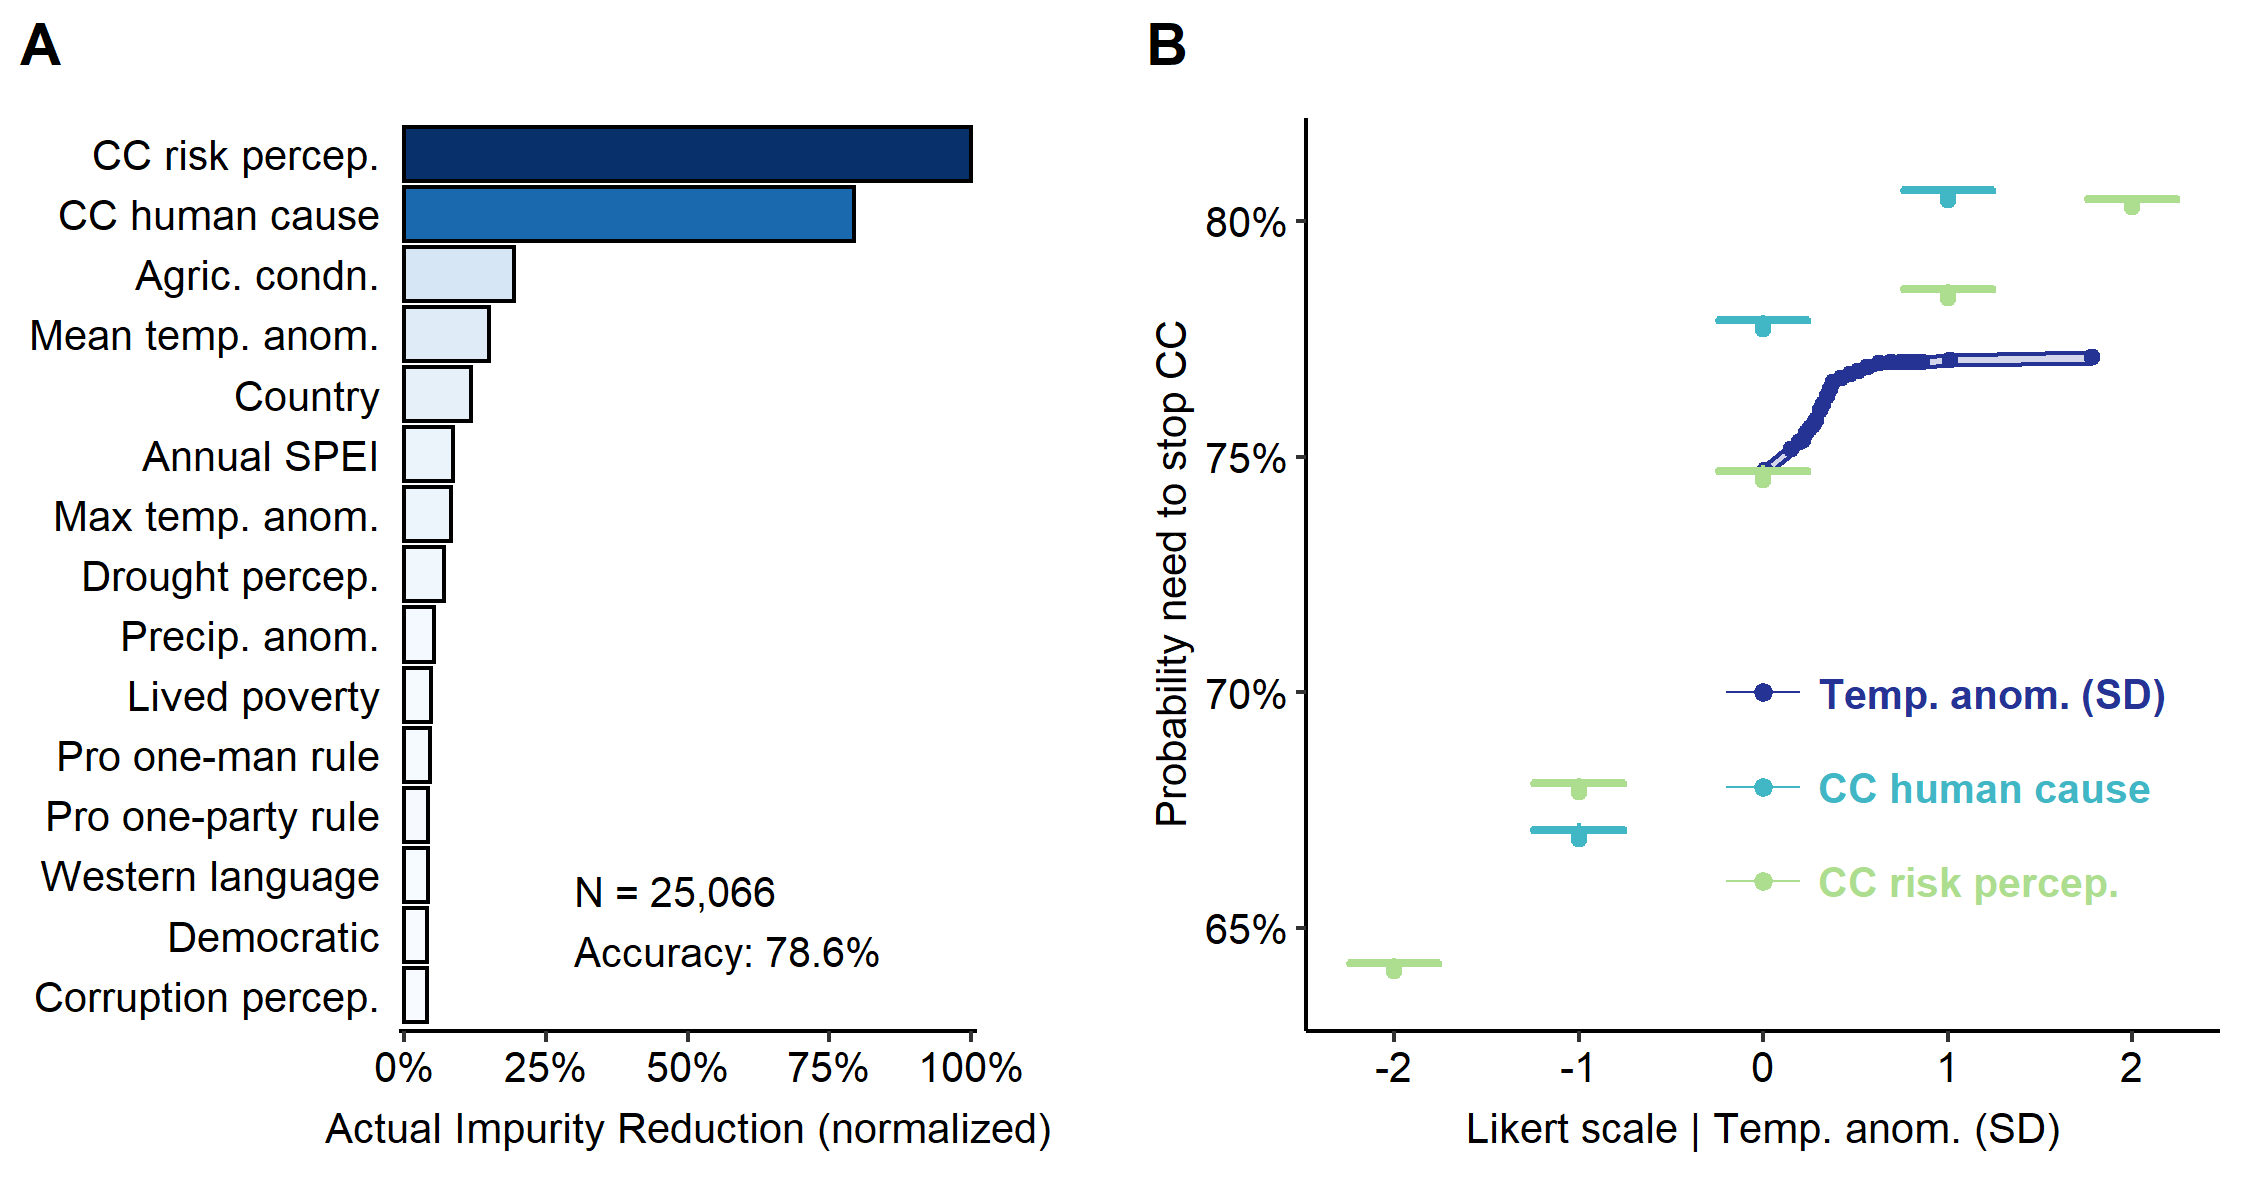 A
CC risk percep.
CC human cause
Agric. condn.
Mean temp. anom.
Country
Annual SPEI
Max temp. anom.
Drought percep.
Precip. anom.
Lived poverty
Pro one-man rule
Pro one-party rule
Western language
Democratic
Corruption percep.
N = 25,066
Accuracy: 78.6%
0% 25% 50% 75% 100%
Actual Impurity Reduction (normalized)
B
Probability need to stop CC
80%
75%
70%
65%
Temp. anom. (SD)
CC human cause
CC risk percep.
-2 -1 0 1 2
Likert scale | Temp. anom. (SD)